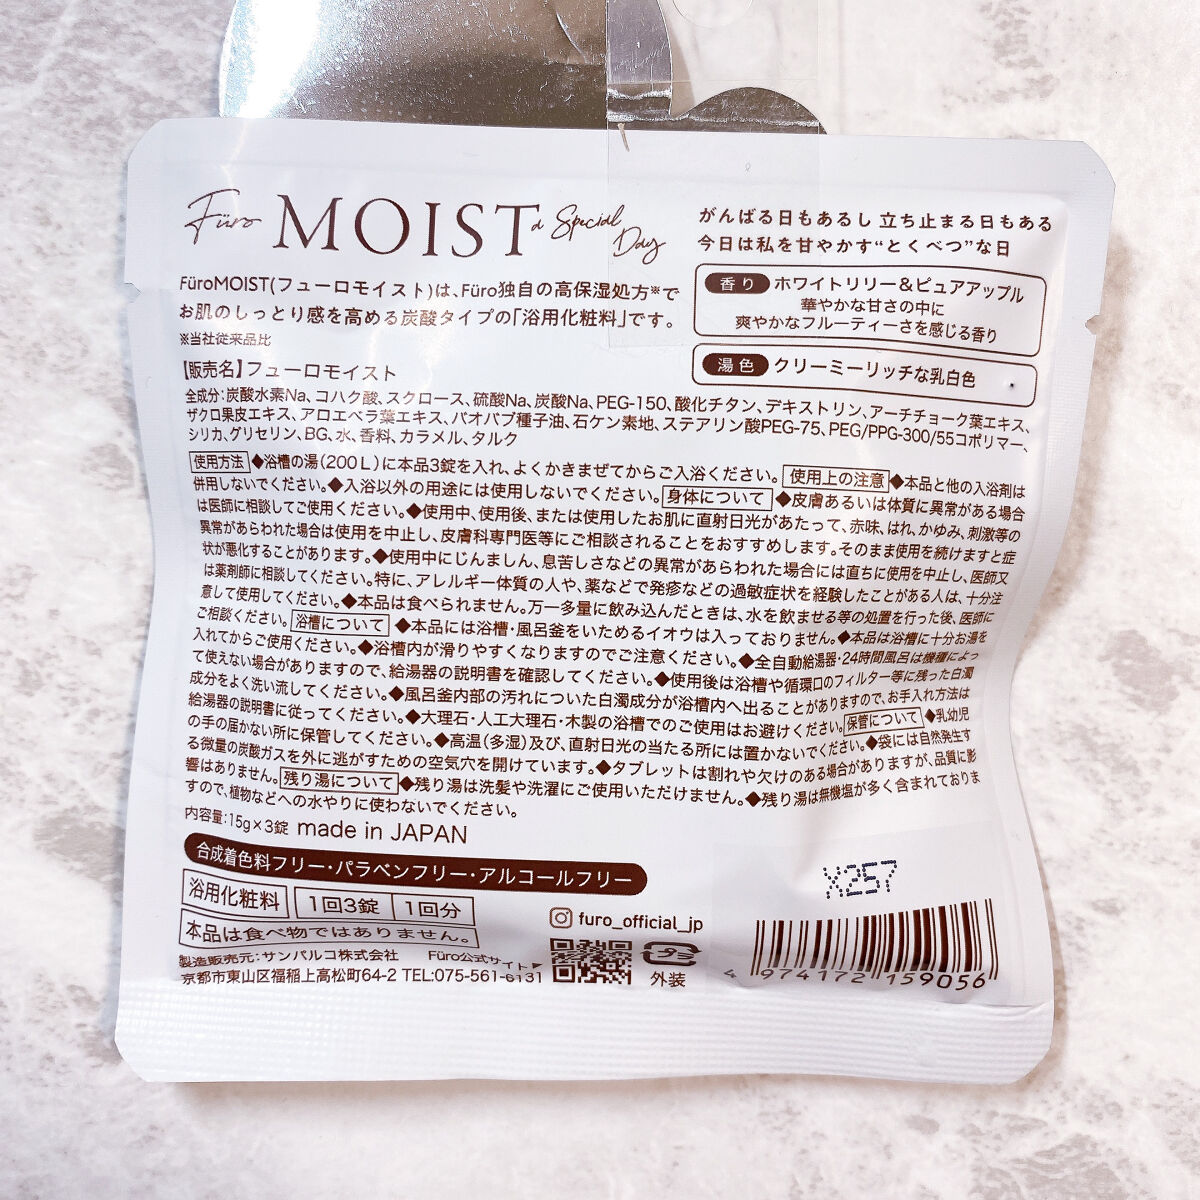 Füro MOIST a Special Day
がんばる日もあるし 立ち止まる日もある
今日は私を甘やかす“とくべつ”な日
FüroMOIST(フューロモイスト)は、Füro独自の高保湿処方※で
お肌のしっとり感を高める炭酸タイプの「浴用化粧料」です。
※当社従来品比
香り ホワイトリリー＆ピュアアップル
華やかな甘さの中に
爽やかなフルーティーさを感じる香り
湯色 クリーミーリッチな乳白色
【販売名】フューロモイスト
全成分：炭酸水素Na、コハク酸、スクロース、硫酸Na、炭酸Na、PEG-150、酸化チタン、デキストリン、アーチチョーク葉エキス、
ザクロ果皮エキス、アロエベラ葉エキス、バオバブ種子油、石ケン素地、ステアリン酸PEG-75、PEG/PPG-300/55コポリマー、
シリカ、グリセリン、BG、水、香料、カラメル、タルク
使用方法 ◆浴槽の湯(200L)に本品3錠を入れ、よくかきまぜてからご入浴ください。 使用上の注意 ◆本品と他の入浴剤は
併用しないでください。◆入浴以外の用途には使用しないでください。 身体について ◆皮膚あるいは体質に異常がある場合
は医師に相談してご使用ください。◆使用中、使用後、または使用したお肌に直射日光があたって、赤味、はれ、かゆみ、刺激等の
異常があらわれた場合は使用を中止し、皮膚科専門医等にご相談されることをおすすめします。そのまま使用を続けますと症
状が悪化することがあります。◆使用中にじんましん、息苦しさなどの異常があらわれた場合には直ちに使用を中止し、医師又
は薬剤師に相談してください。特に、アレルギー体質の人や、薬などで発疹などの過敏症状を経験したことがある人は、十分注
意して使用してください。◆本品は食べられません。万一多量に飲み込んだときは、水を飲ませる等の処置を行った後、医師に
ご相談ください。 浴槽について ◆本品には浴槽・風呂釜をいためるイオウは入っておりません。◆本品は浴槽に十分お湯を
入れてからご使用ください。◆浴槽内が滑りやすくなりますのでご注意ください。◆全自動給湯器・24時間風呂は機種によっ
て使えない場合がありますので、給湯器の説明書を確認してください。◆使用後は浴槽や循環口のフィルター等に残った白濁
成分をよく洗い流してください。◆風呂釜内部の汚れについた白濁成分が浴槽内へ出ることがありますので、お手入れ方法は
給湯器の説明書に従ってください。◆大理石・人工大理石・木製の浴槽でのご使用はお避けください。 保管について ◆乳幼児
の手の届かない所に保管してください。◆高温(多湿)及び、直射日光の当たる所には置かないでください。◆袋には自然発生す
る微量の炭酸ガスを外に逃がすための空気穴を開けています。◆タブレットは割れや欠けのある場合がありますが、品質に影
響はありません。 残り湯について ◆残り湯は洗髪や洗濯にご使用いただけません。◆残り湯は無機塩が多く含まれておりま
すので、植物などへの水やりに使わないでください。
内容量：15g×3錠 made in JAPAN
合成着色料フリー・パラベンフリー・アルコールフリー
浴用化粧料 1回3錠 1回分
本品は食べ物ではありません。
製造販売元：サンパルコ株式会社 Füro公式サイト▶
京都市東山区福稲上高松町64-2 TEL:075-561-6131
furo_official_jp
プラ
外装
X257
4 974172 159056